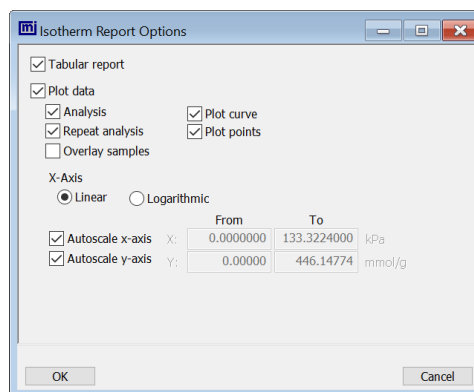 mi Isotherm Report Options
Tabular report
Plot data
Analysis Plot curve
Repeat analysis Plot points
Overlay samples
X-Axis
Linear Logarithmic
From To
Autoscale x-axis X: 0.0000000 133.3224000 kPa
Autoscale y-axis Y: 0.00000 446.14774 mmol/g
OK Cancel